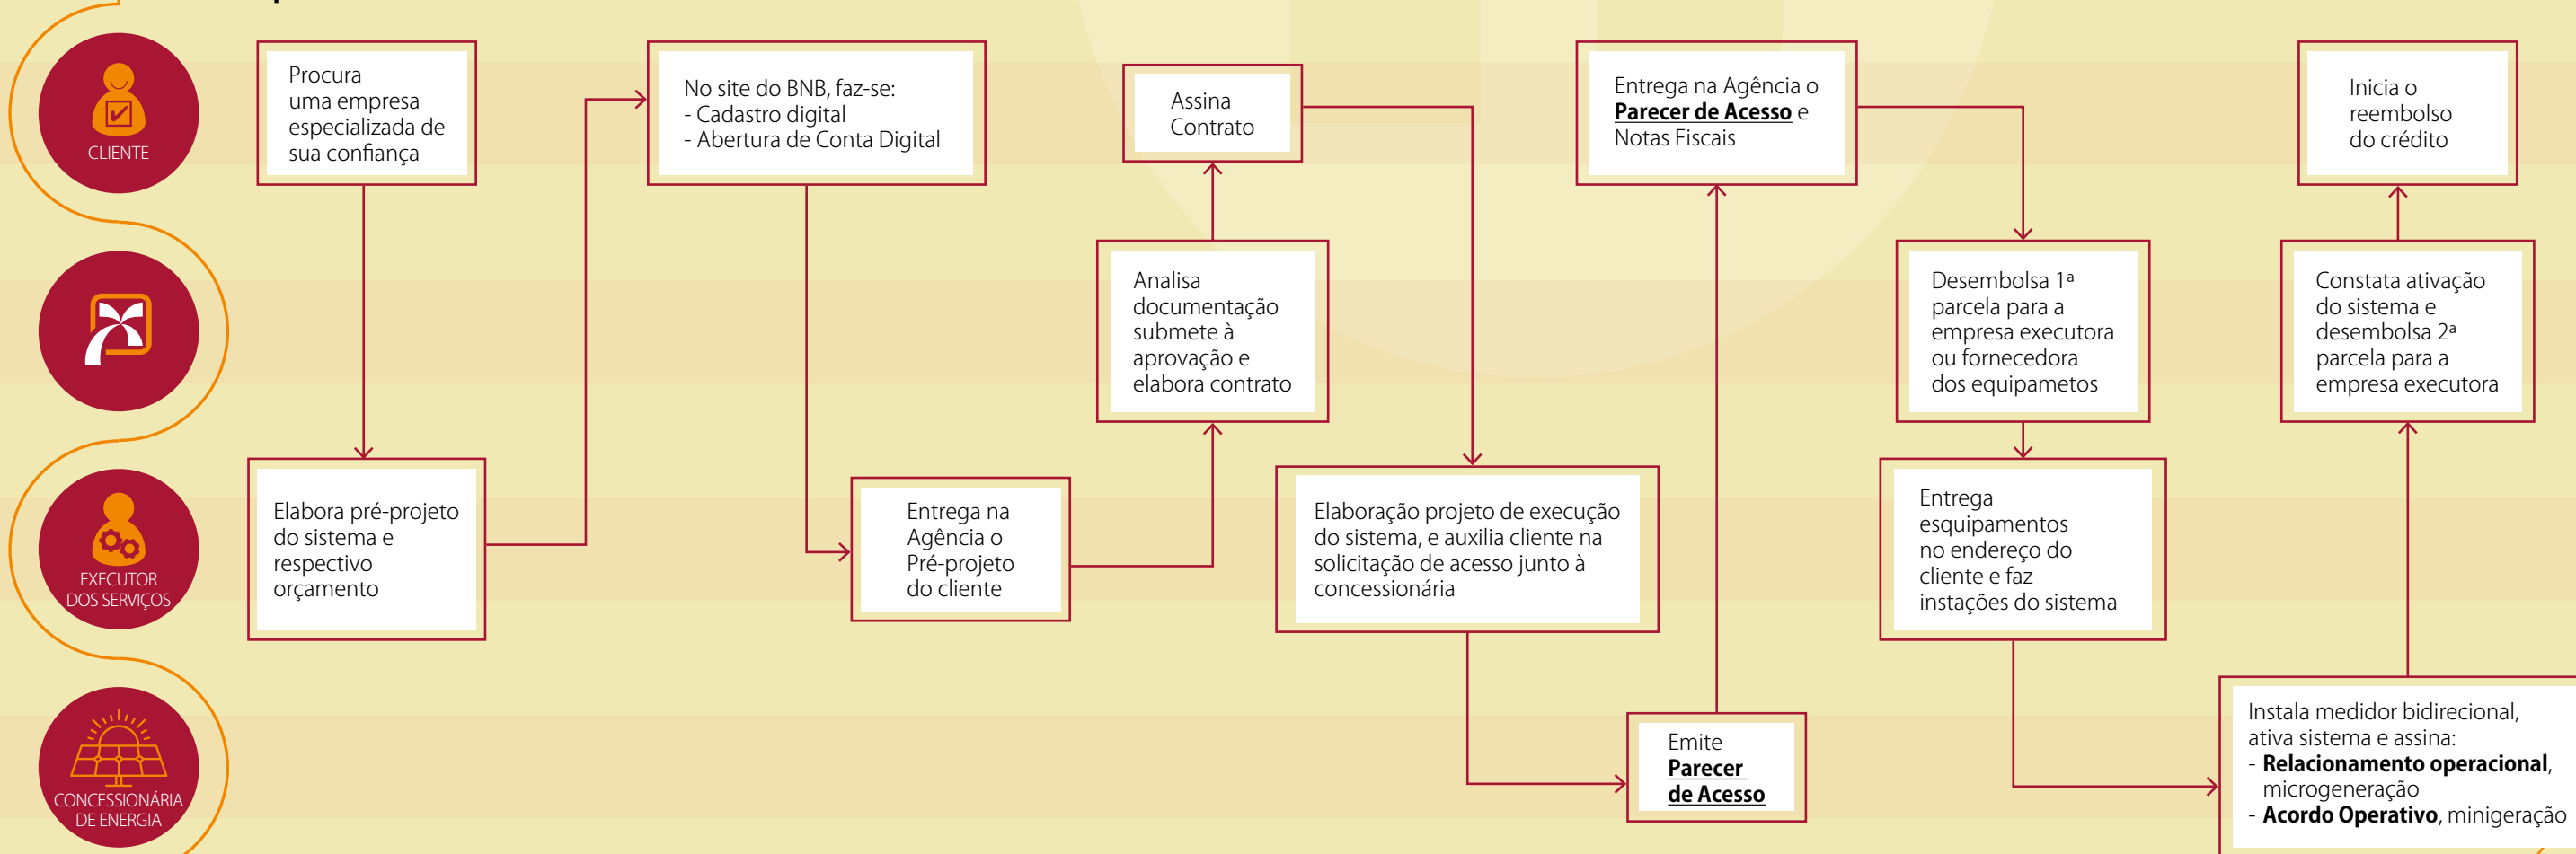 CLIENTE
Procura
uma empresa
especializada de
sua confiança
No site do BNB, faz-se:
- Cadastro digital
- Abertura de Conta Digital
Assina
Contrato
Entrega na Agência o
Parecer de Acesso e
Notas Fiscais
Inicia o
reembolso
do crédito
Analisa
documentação
submete à
aprovação e
elabora contrato
Desembolsa 1ª
parcela para a
empresa executora
ou fornecedora
dos equipametos
Constata ativação
do sistema e
desembolsa 2ª
parcela para a
empresa executora
EXECUTOR
DOS SERVIÇOS
Elabora pré-projeto
do sistema e
respectivo
orçamento
Entrega na
Agência o
Pré-projeto
do cliente
Elaboração projeto de execução
do sistema, e auxilia cliente na
solicitação de acesso junto à
concessionária
Entrega
esquipamentos
no endereço do
cliente e faz
instações do sistema
CONCESSIONÁRIA
DE ENERGIA
Emite
Parecer
de Acesso
Instala medidor bidirecional,
ativa sistema e assina:
- Relacionamento operacional,
microgeneração
- Acordo Operativo, minigeração